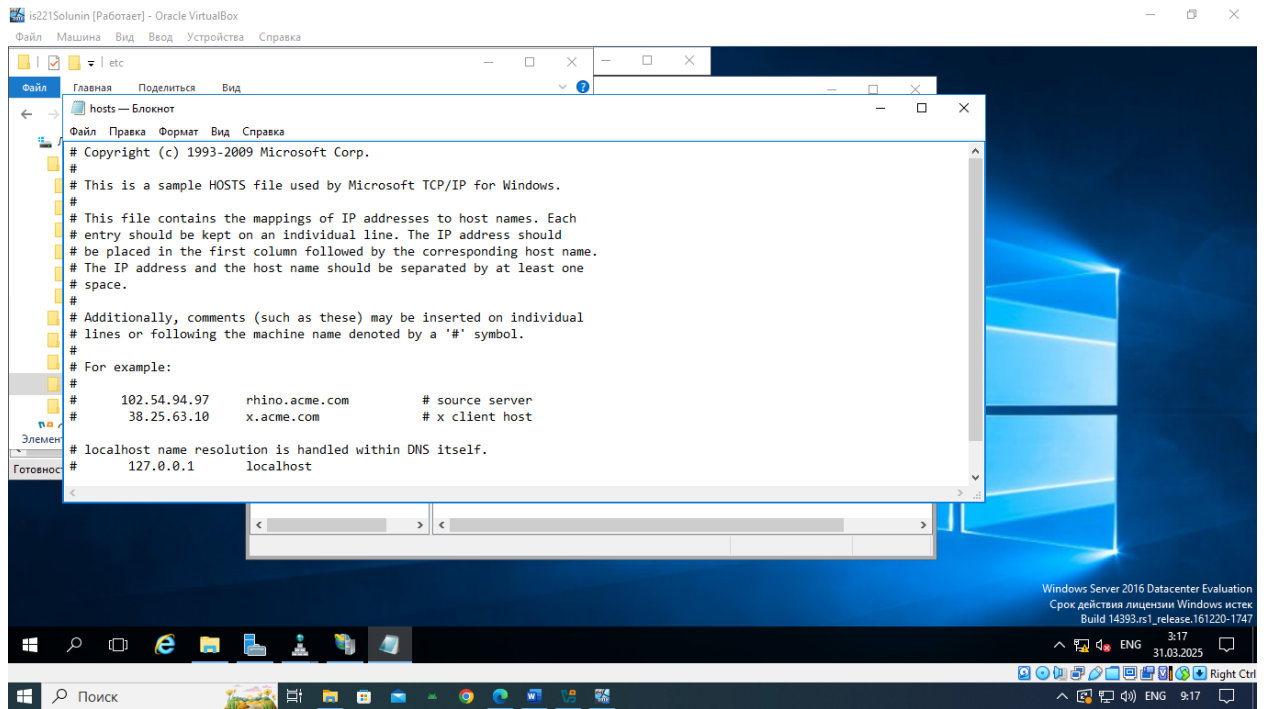 is221Solunin [Работает] - Oracle VirtualBox
Файл Машина Вид Ввод Устройства Справка
etc
Файл Главная Поделиться Вид
hosts — Блокнот
Файл Правка Формат Вид Справка
# Copyright (c) 1993-2009 Microsoft Corp.
#
# This is a sample HOSTS file used by Microsoft TCP/IP for Windows.
#
# This file contains the mappings of IP addresses to host names. Each
# entry should be kept on an individual line. The IP address should
# be placed in the first column followed by the corresponding host name.
# The IP address and the host name should be separated by at least one
# space.
#
# Additionally, comments (such as these) may be inserted on individual
# lines or following the machine name denoted by a '#' symbol.
#
# For example:
#
#      102.54.94.97     rhino.acme.com          # source server
#       38.25.63.10     x.acme.com              # x client host

# localhost name resolution is handled within DNS itself.
#       127.0.0.1       localhost
Windows Server 2016 Datacenter Evaluation
Срок действия лицензии Windows истек
Build 14393.rs1_release.161220-1747
ENG 3:17
31.03.2025
Right Ctrl
Поиск
ENG 9:17